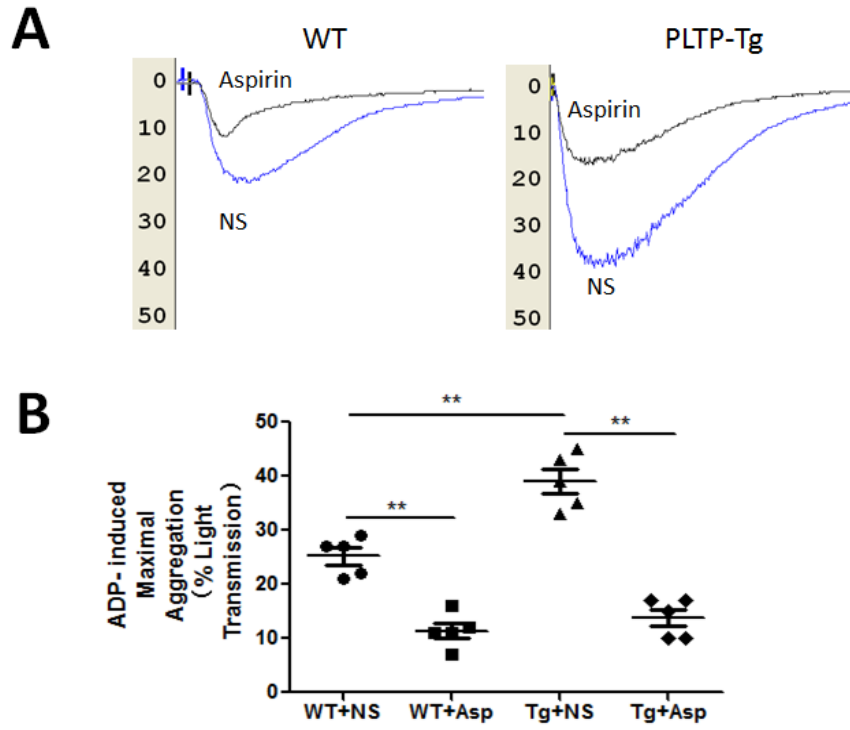 A
WT
PLTP-Tg
0
10
20
30
40
50
Aspirin
NS
0
10
20
30
40
50
Aspirin
NS
B
ADP- induced
Maximal
Aggregation
(% Light
Transmission)
50
40
30
20
10
0
**
**
**
WT+NS
WT+Asp
Tg+NS
Tg+Asp